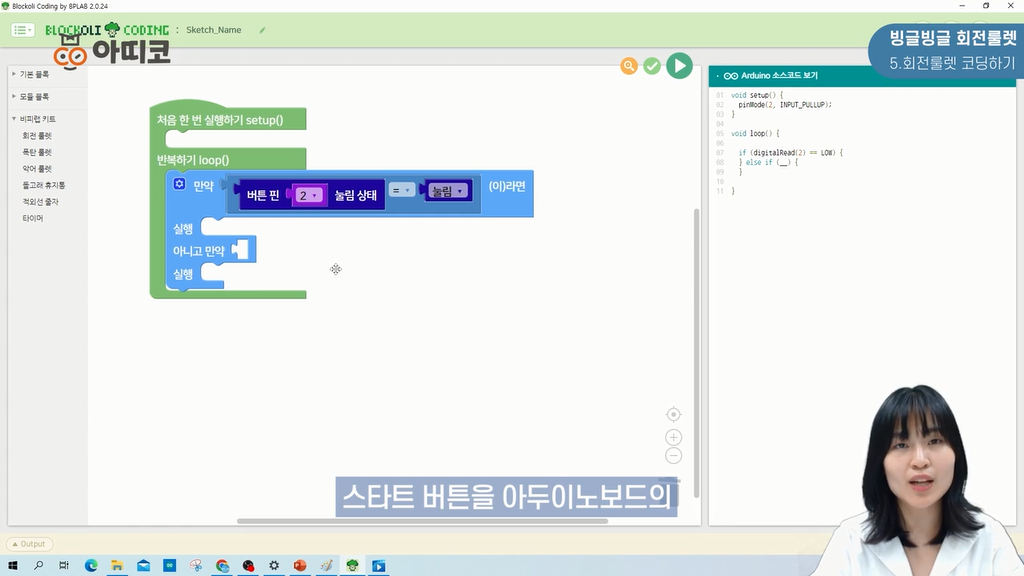 Blockoli Coding by BPLAB 2.0.24
BLOCKOLI CODING : Sketch_Name
아띠코
빙글빙글 회전룰렛
5.회전룰렛 코딩하기
기본 블록
모듈 블록
비피랩 키트
회전 룰렛
폭탄 룰렛
악어 룰렛
돌고래 휴지통
적외선 줄자
타이머
처음 한 번 실행하기 setup()
반복하기 loop()
만약 버튼 핀 2 눌림 상태 = 눌림 (이)라면
실행
아니고 만약
실행
Arduino 소스코드 보기
01 void setup() {
02 pinMode(2, INPUT_PULLUP);
03 }
04
05 void loop() {
06
07 if (digitalRead(2) == LOW) {
08 } else if (__) {
09 }
10
11 }
스타트 버튼을 아두이노보드의
Output